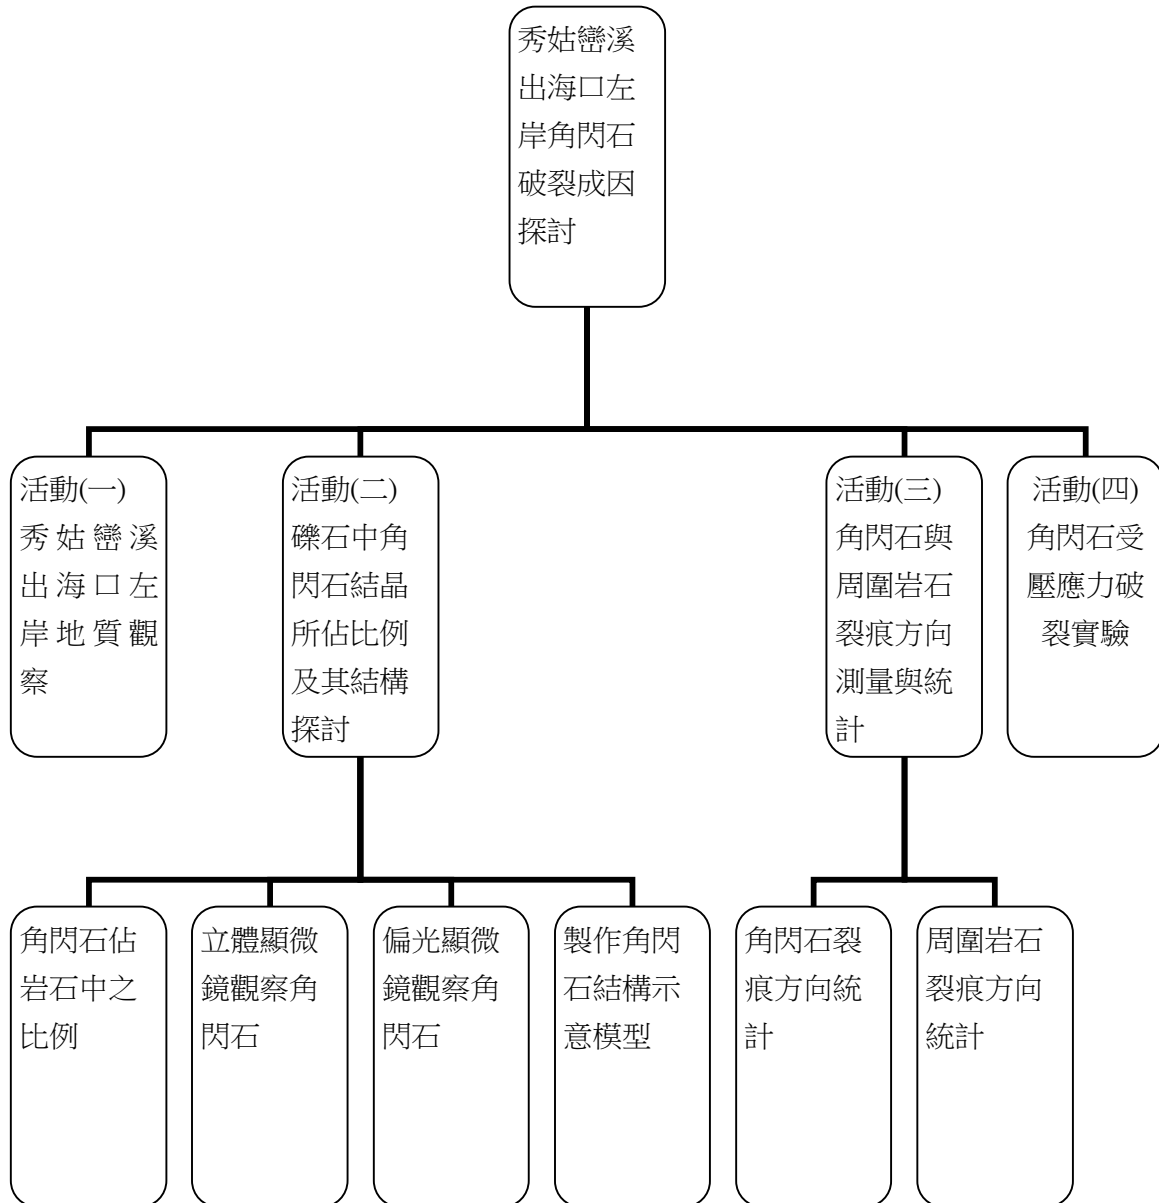 秀姑巒溪
出海口左
岸角閃石
破裂成因
探討
活動(一)
秀姑巒溪
出海口左
岸地質觀
察
活動(二)
礫石中角
閃石結晶
所佔比例
及其結構
探討
活動(三)
角閃石與
周圍岩石
裂痕方向
測量與統
計
活動(四)
角閃石受
壓應力破
裂實驗
角閃石佔
岩石中之
比例
立體顯微
鏡觀察角
閃石
偏光顯微
鏡觀察角
閃石
製作角閃
石結構示
意模型
角閃石裂
痕方向統
計
周圍岩石
裂痕方向
統計